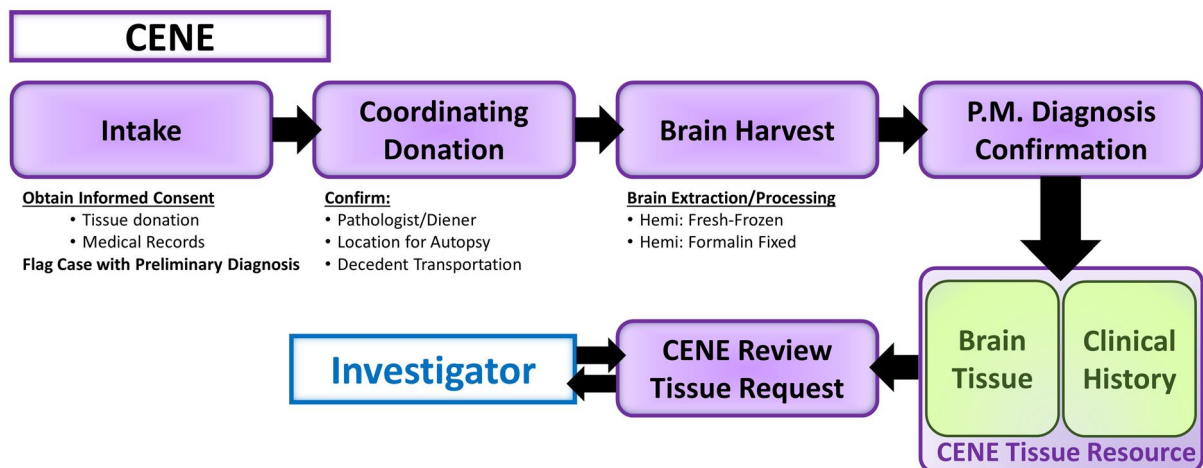 CENE
Intake
Coordinating
Donation
Brain Harvest
P.M. Diagnosis
Confirmation
Obtain Informed Consent
• Tissue donation
• Medical Records
Flag Case with Preliminary Diagnosis
Confirm:
• Pathologist/Diener
• Location for Autopsy
• Decedent Transportation
Brain Extraction/Processing
• Hemi: Fresh-Frozen
• Hemi: Formalin Fixed
Brain
Tissue
Clinical
History
CENE Tissue Resource
CENE Review
Tissue Request
Investigator